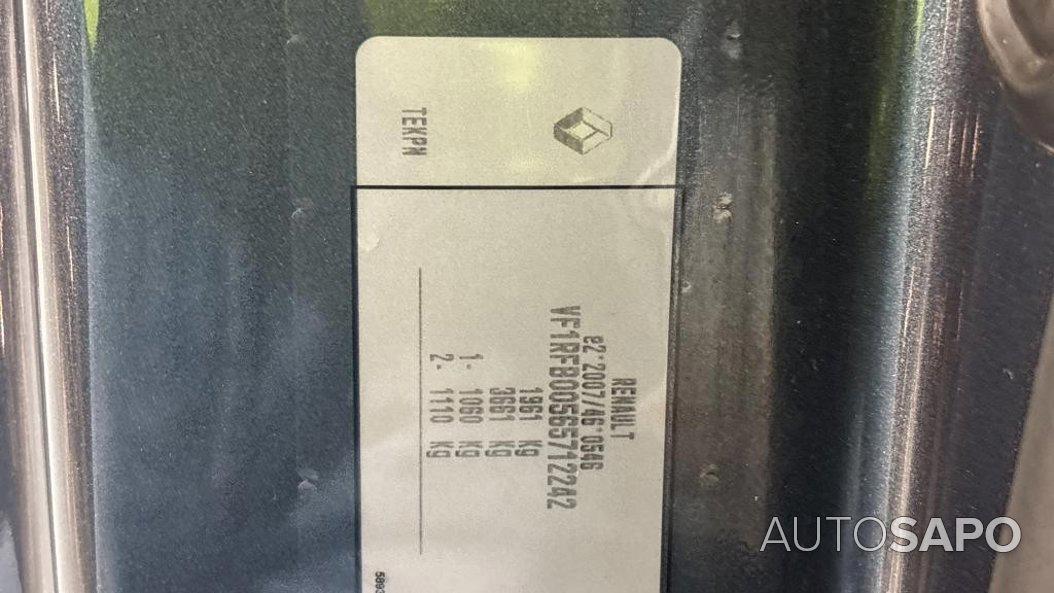 TEKPN
RENAULT
e2*2007/46*0546
VF1RFB00565712242
1961 Kg
3661 Kg
1- 1060 Kg
2- 1110 Kg
AUTOSAPO